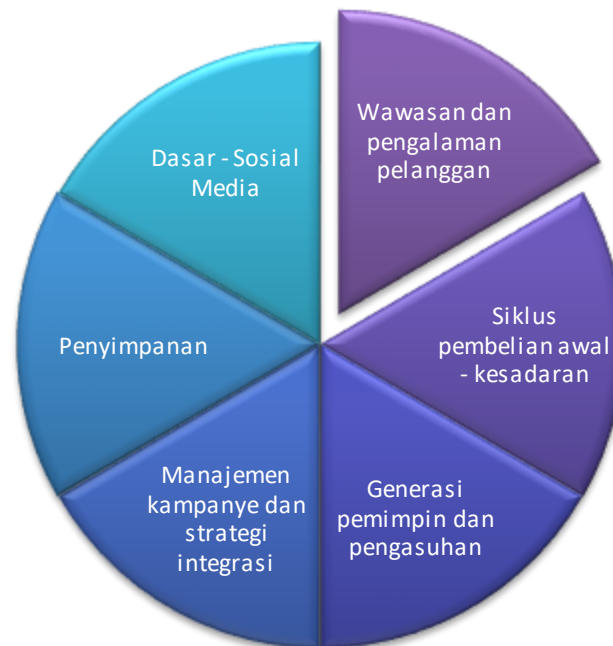 Wawasan dan
pengalaman
pelanggan
Siklus
pembelian awal
- kesadaran
Generasi
pemimpin dan
pengasuhan
Manajemen
kampanye dan
strategi
integrasi
Penyimpanan
Dasar - Sosial
Media